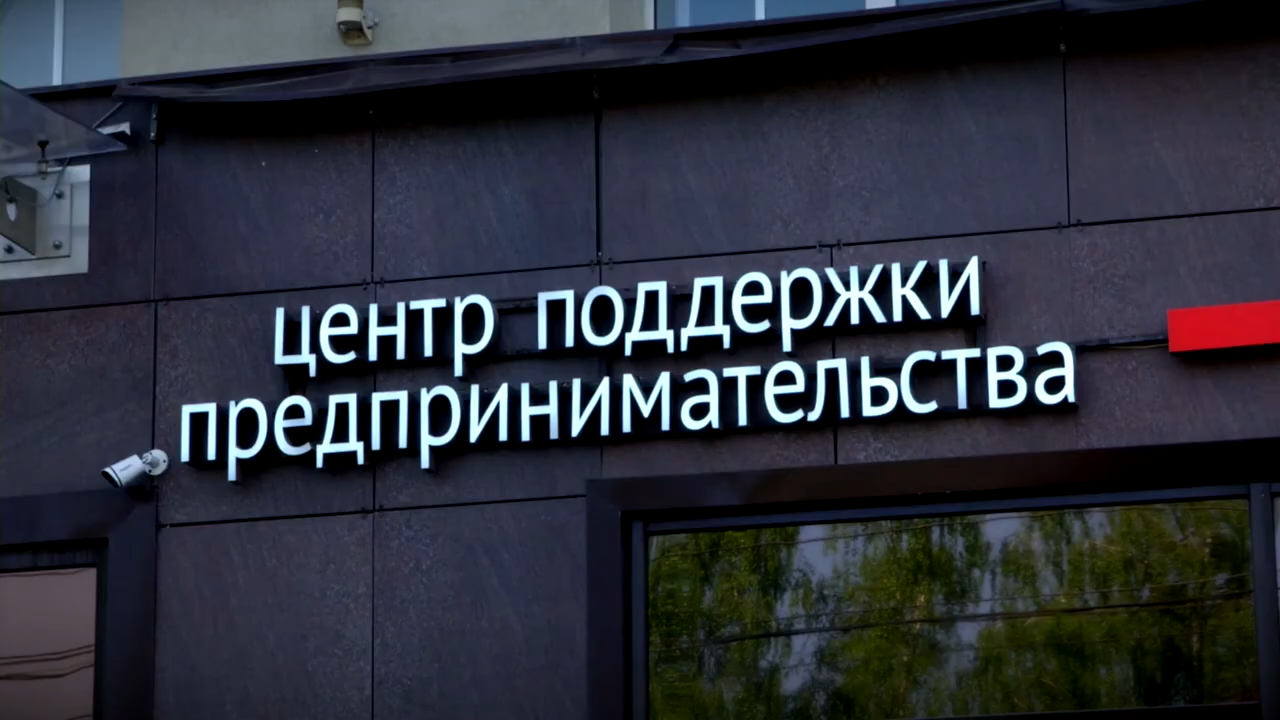 центр поддержки
предпринимательства